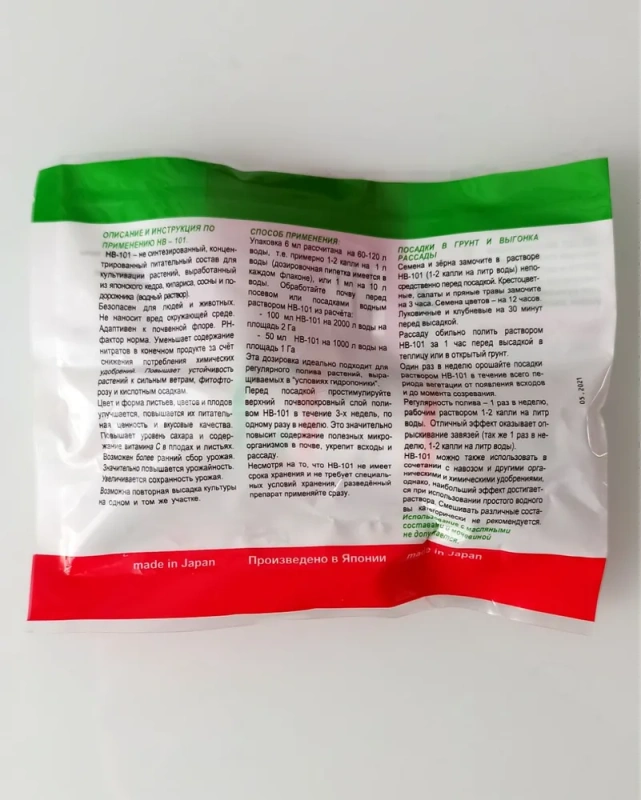 ОПИСАНИЕ И ИНСТРУКЦИЯ ПО
ПРИМЕНЕНИЮ НВ – 101.
НВ-101 – не синтезированный, концен-
трированный питательный состав для
культивации растений, выработанный
из японского кедра, кипариса, сосны и по-
дорожника (водный раствор).
Безопасен для людей и животных.
Не наносит вред окружающей среде.
Адаптивен к почвенной флоре. PH-
фактор норма. Уменьшает содержание
нитратов в конечном продукте за счёт
снижения потребления химических
удобрений. Повышает устойчивость
растений к сильным ветрам, фитофто-
розу и кислотным осадкам.
Цвет и форма листьев, цветов и плодов
улучшается, повышается их питатель-
ная ценность и вкусовые качества.
Повышает уровень сахара и содер-
жание витамина С в плодах и листьях.
Возможен более ранний сбор урожая.
Значительно повышается урожайность.
Увеличивается сохранность урожая.
Возможна повторная высадка культуры
на одном и том же участке.
СПОСОБ ПРИМЕНЕНИЯ:
Упаковка 6 мл рассчитана на 60-120 л
воды, т.е. примерно 1-2 капли на 1 л
воды (дозировочная пипетка имеется в
каждом флаконе), или 1 мл на 10 л
воды. Обработайте почву перед
посевом или посадками водным
раствором НВ-101 из расчёта:
- 100 мл НВ-101 на 2000 л воды на
площадь 2 Га
- 50 мл НВ-101 на 1000 л воды на
площадь 1 Га
Эта дозировка идеально подходит для
регулярного полива растений, выра-
щиваемых в "условиях гидропоники".
Перед посадкой простимулируйте
верхний почвопокровный слой поли-
вом НВ-101 в течение 3-х недель, по
одному разу в неделю. Это значительно
повысит содержание полезных микро-
организмов в почве, укрепит всходы и
рассаду.
Несмотря на то, что НВ-101 не имеет
срока хранения и не требует специаль-
ных условий хранения, разведённый
препарат применяйте сразу.
ПОСАДКИ В ГРУНТ И ВЫГОНКА
РАССАДЫ
Семена и зёрна замочите в растворе
НВ-101 (1-2 капли на литр воды) непо-
средственно перед посадкой. Крестоцвет-
ные, салаты и пряные травы замочите
на 3 часа. Семена цветов – на 12 часов.
Луковичные и клубневые на 30 минут
перед высадкой.
Рассаду обильно полить раствором
НВ-101 за 1 час перед высадкой в
теплицу или в открытый грунт.
Один раз в неделю орошайте посадки
раствором НВ-101 в течение всего пе-
риода вегетации от появления всходов
и до момента созревания.
Регулярность полива – 1 раз в неделю,
рабочим раствором 1-2 капли на литр
воды. Отличный эффект оказывает оп-
рыскивание завязей (так же 1 раз в не-
делю, 1-2 капли на литр воды).
НВ-101 можно также использовать в
сочетании с навозом и другими орга-
ническими и химическими удобрениями,
однако, наибольший эффект достигает-
ся при использовании простого водного
раствора. Смешивать различные соста-
вы категорически не рекомендуется.
Использование с масляными
составами и мочевиной
не допускается.
05.2021
made in Japan
Произведено в Японии
made in Japan